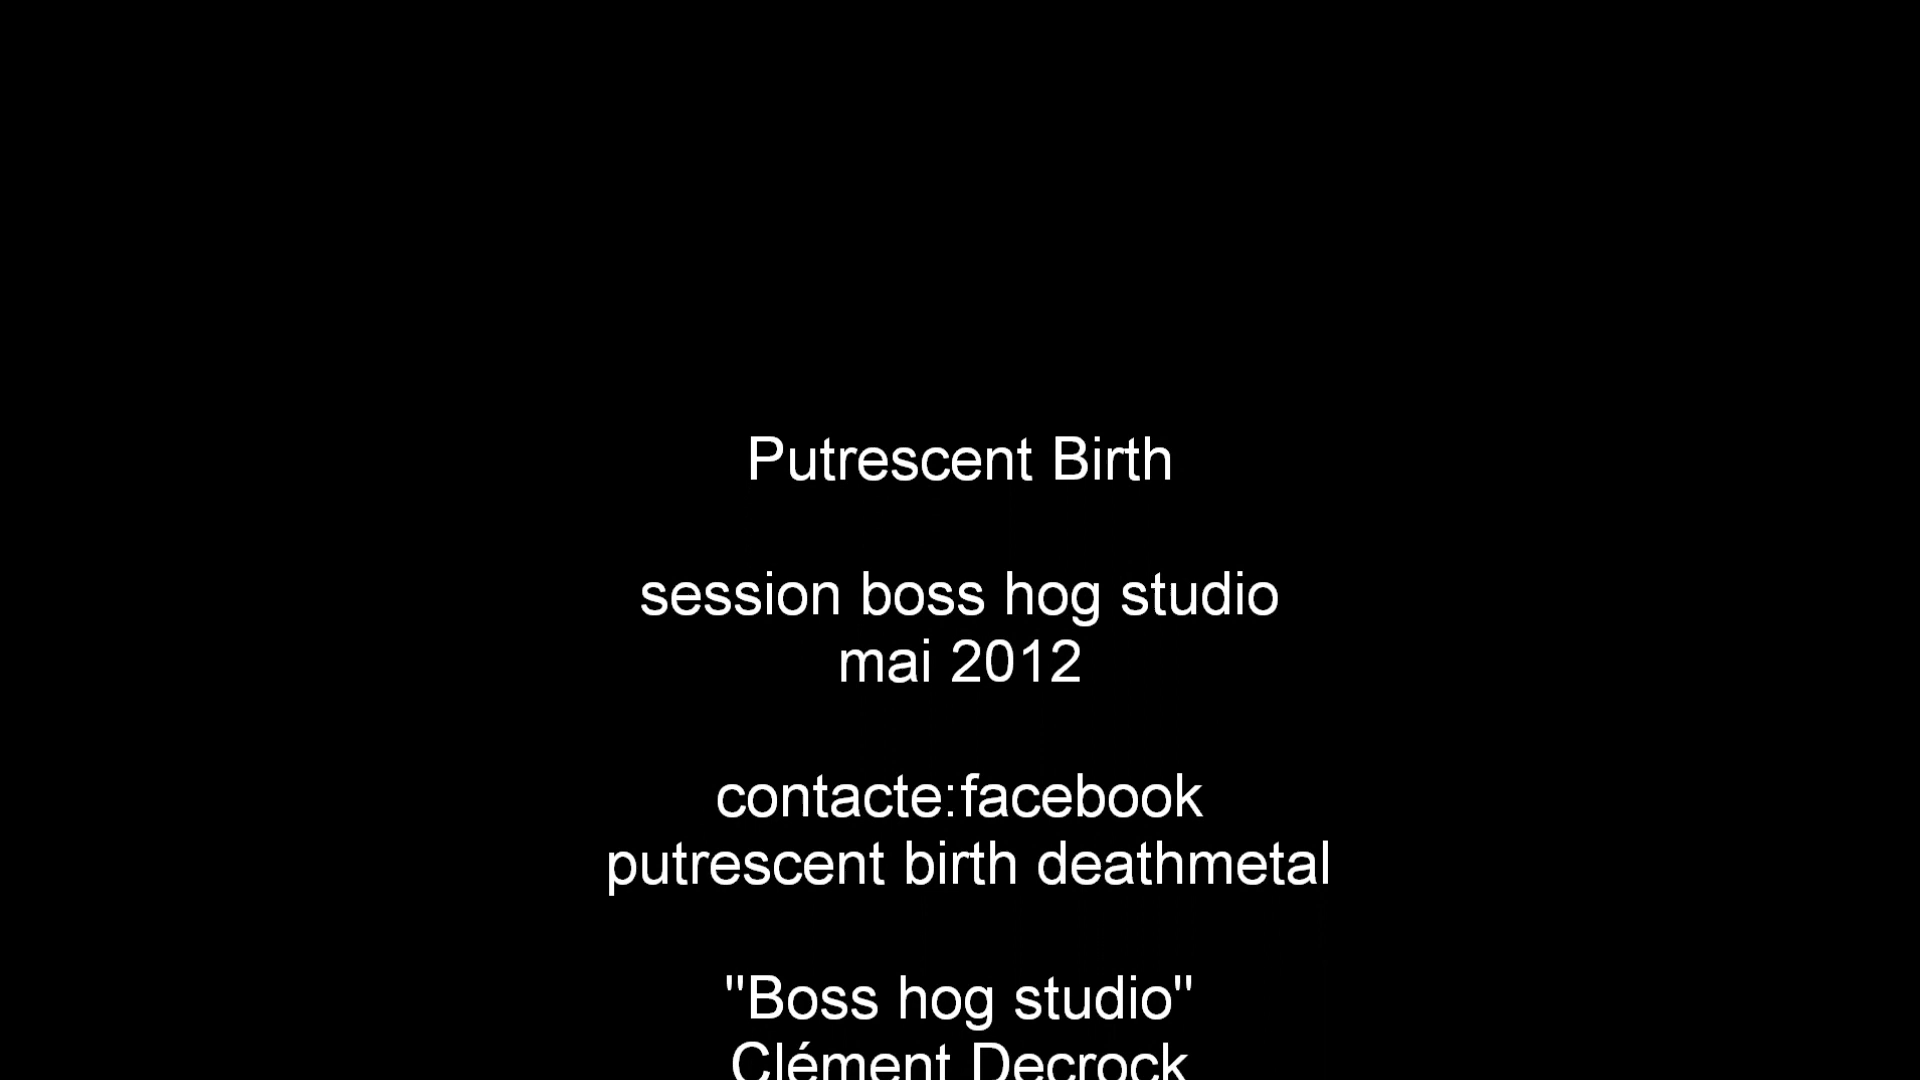 Putrescent Birth
session boss hog studio
mai 2012
contacte:facebook
putrescent birth deathmetal
"Boss hog studio"
Clément Decrock